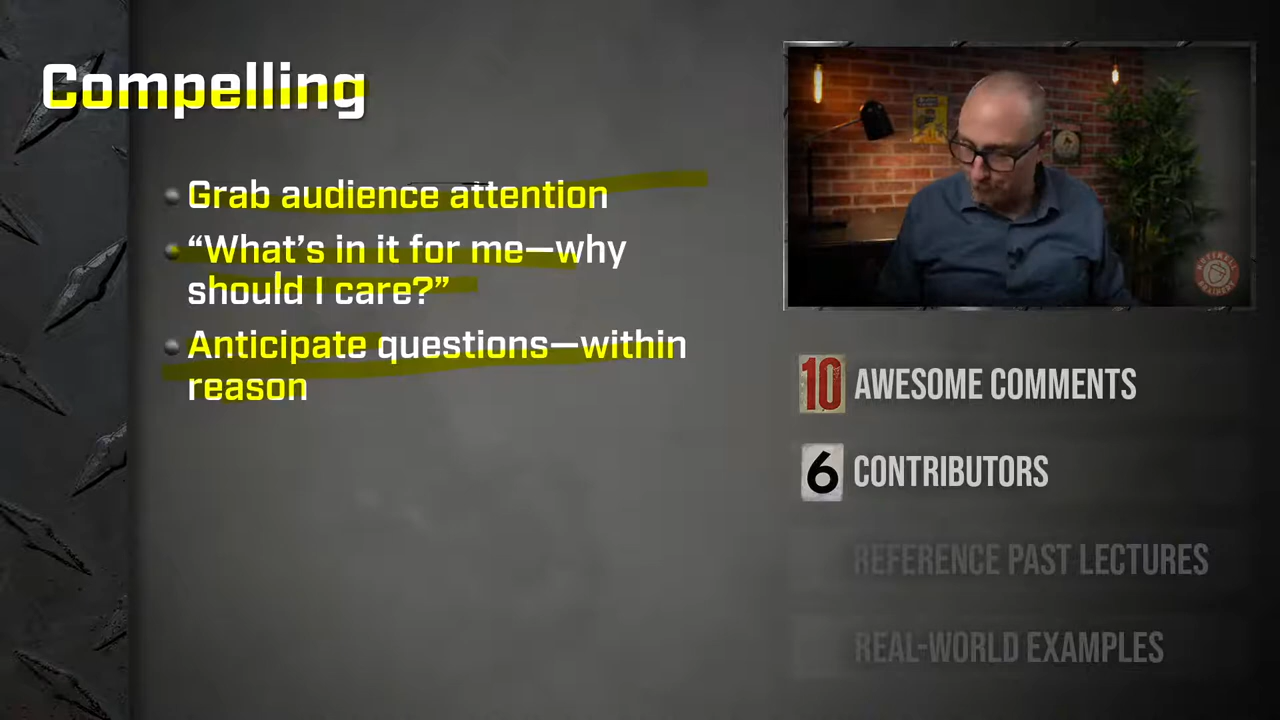 Compelling
Grab audience attention
“What’s in it for me—why
should I care?”
Anticipate questions—within
reason
10 AWESOME COMMENTS
6 CONTRIBUTORS
REFERENCE PAST LECTURES
REAL-WORLD EXAMPLES